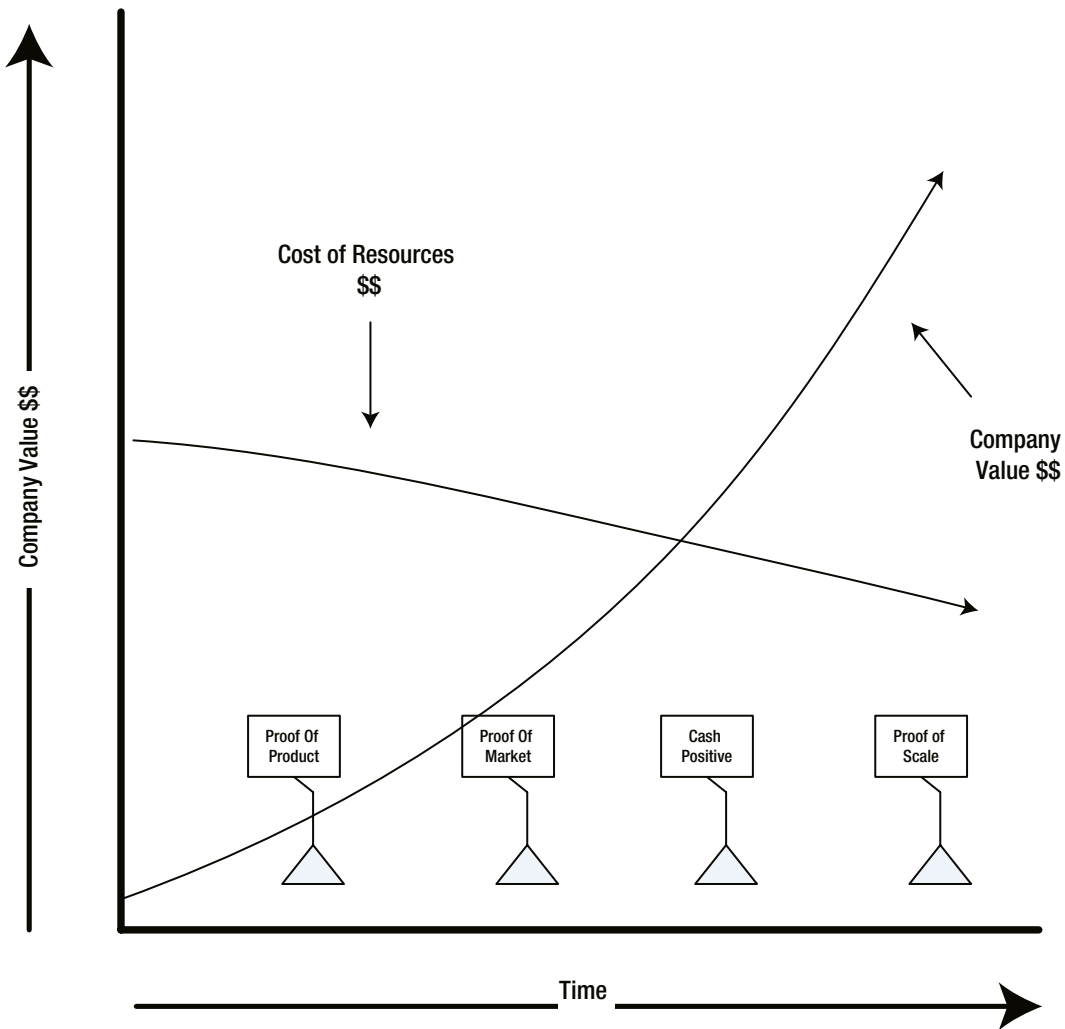 Cost of Resources
$$
Company Value $$
Company
Value $$
Proof Of
Product
Proof Of
Market
Cash
Positive
Proof of
Scale
Time